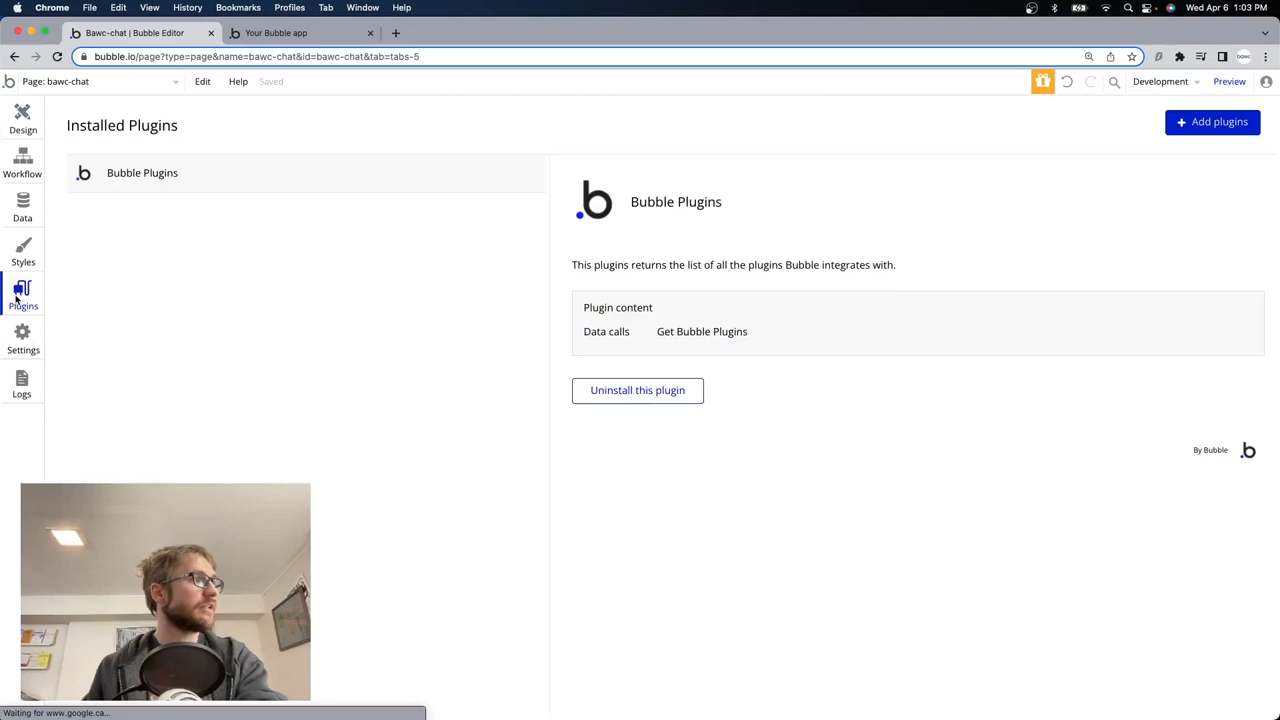 Chrome File Edit View History Bookmarks Profiles Tab Window Help Wed Apr 6 1:03 PM
Bawc-chat | Bubble Editor Your Bubble app
bubble.io/page?type=page&name=bawc-chat&id=bawc-chat&tab=tabs-5
Page: bawc-chat Edit Help Saved Development Preview
Design
Workflow
Data
Styles
Plugins
Settings
Logs
Installed Plugins
Add plugins
Bubble Plugins
Bubble Plugins
This plugins returns the list of all the plugins Bubble integrates with.
Plugin content
Data calls Get Bubble Plugins
Uninstall this plugin
By Bubble
Waiting for www.google.ca...